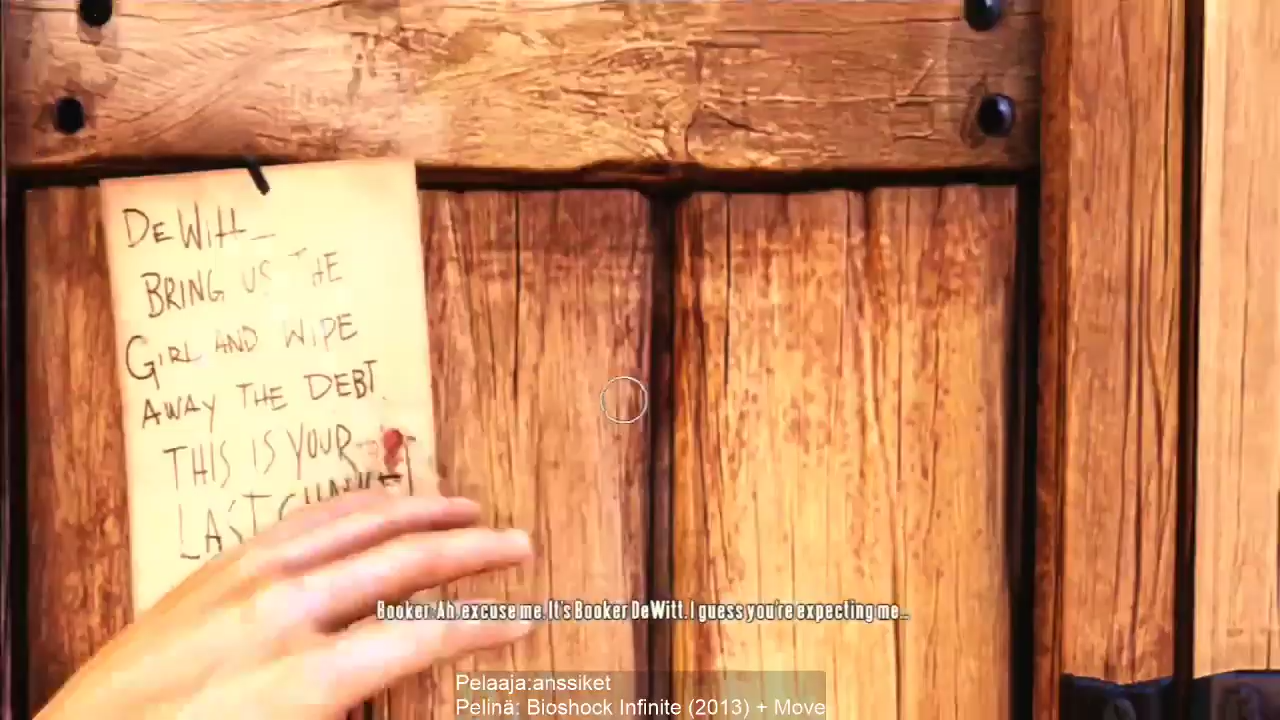 DEWITT_
BRING US THE
GIRL AND WIPE
AWAY THE DEBT.
THIS IS YOUR
LAST
Booker: Ah, excuse me. It's Booker DeWitt. I guess you're expecting me...
Pelaaja:anssiket
Pelinä: Bioshock Infinite (2013) + Move